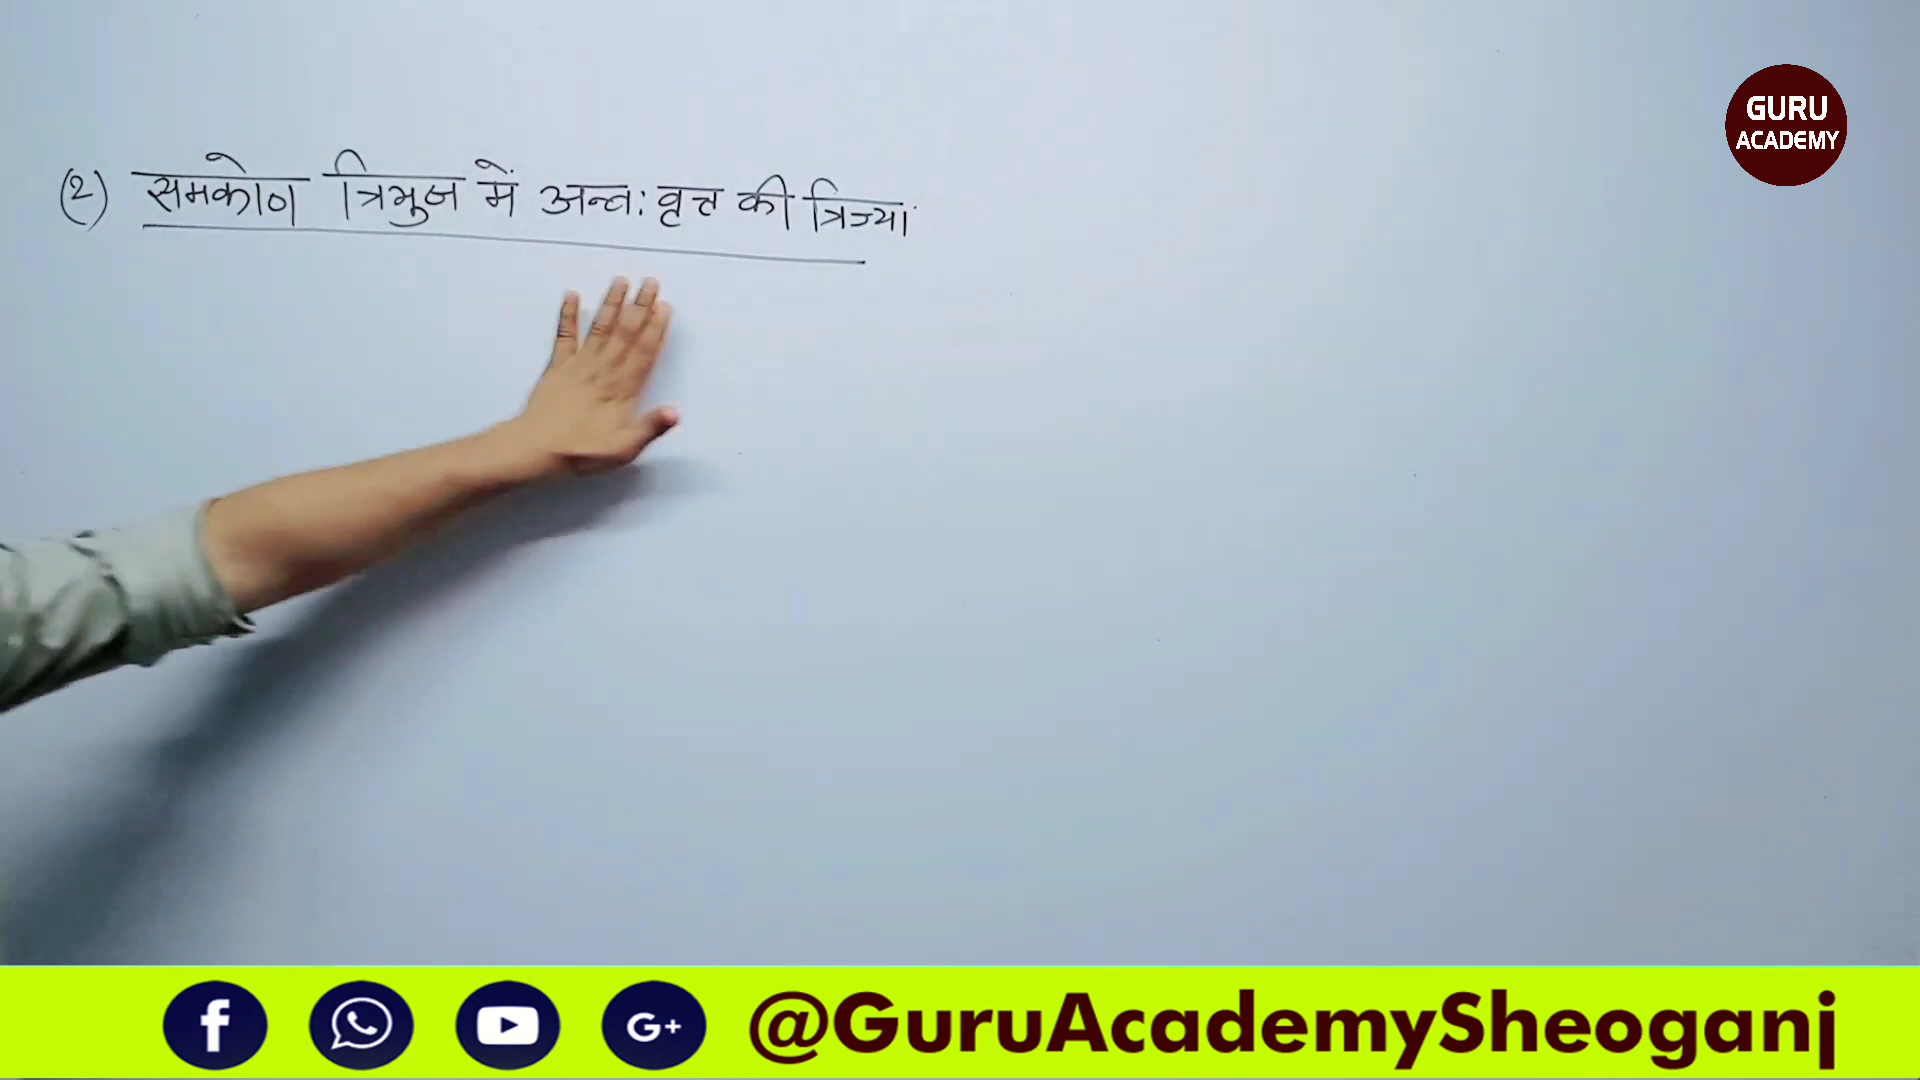 (2) समकोण त्रिभुज में अन्तः वृत्त की त्रिज्या
GURU
ACADEMY
f
G+
@GuruAcademySheoganj